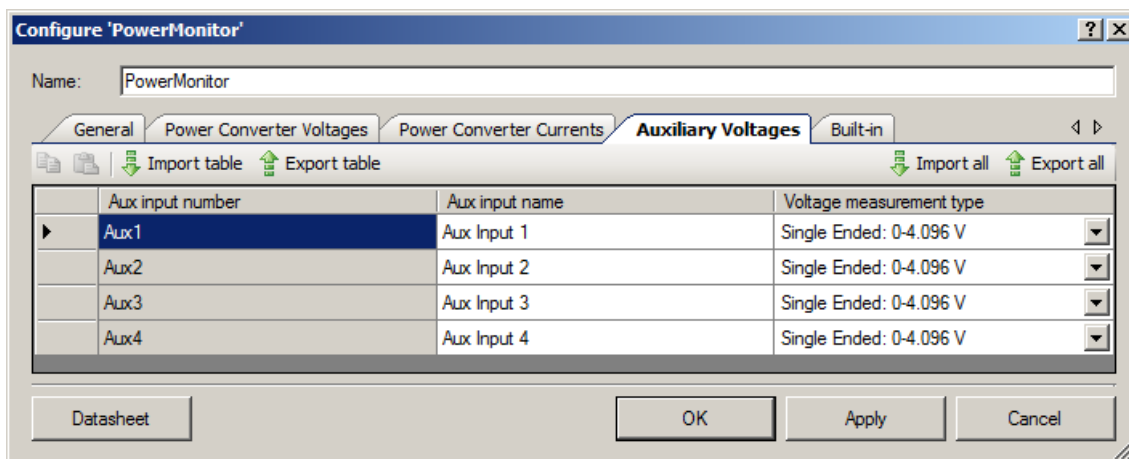 Configure 'PowerMonitor'
Name: PowerMonitor
General Power Converter Voltages Power Converter Currents Auxiliary Voltages Built-in
Import table Export table Import all Export all
Aux input number Aux input name Voltage measurement type
Aux1 Aux Input 1 Single Ended: 0-4.096 V
Aux2 Aux Input 2 Single Ended: 0-4.096 V
Aux3 Aux Input 3 Single Ended: 0-4.096 V
Aux4 Aux Input 4 Single Ended: 0-4.096 V
Datasheet OK Apply Cancel